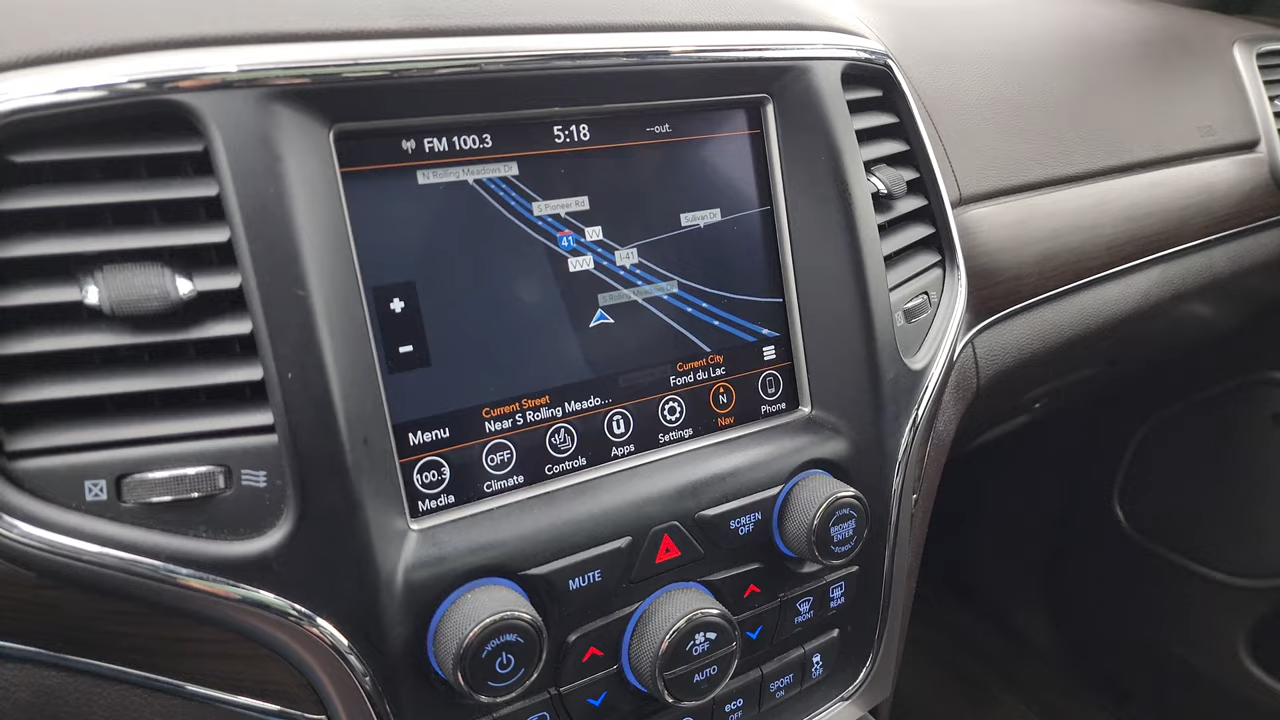 FM 100.3
5:18
--out.
N Rolling Meadows Dr
S Pioneer Rd
Sullivan Dr
VV
41
I-41
VVV
S Rolling Meadows Dr
+
-
Current City
Fond du Lac
Current Street
Near S Rolling Meado...
Menu
100.3
Media
OFF
Climate
Controls
Apps
Settings
N
Nav
Phone
SCREEN
OFF
TUNE
BROWSE
ENTER
SCROLL
MUTE
VOLUME
OFF
AUTO
FRONT
REAR
eco
OFF
SPORT
ON
OFF